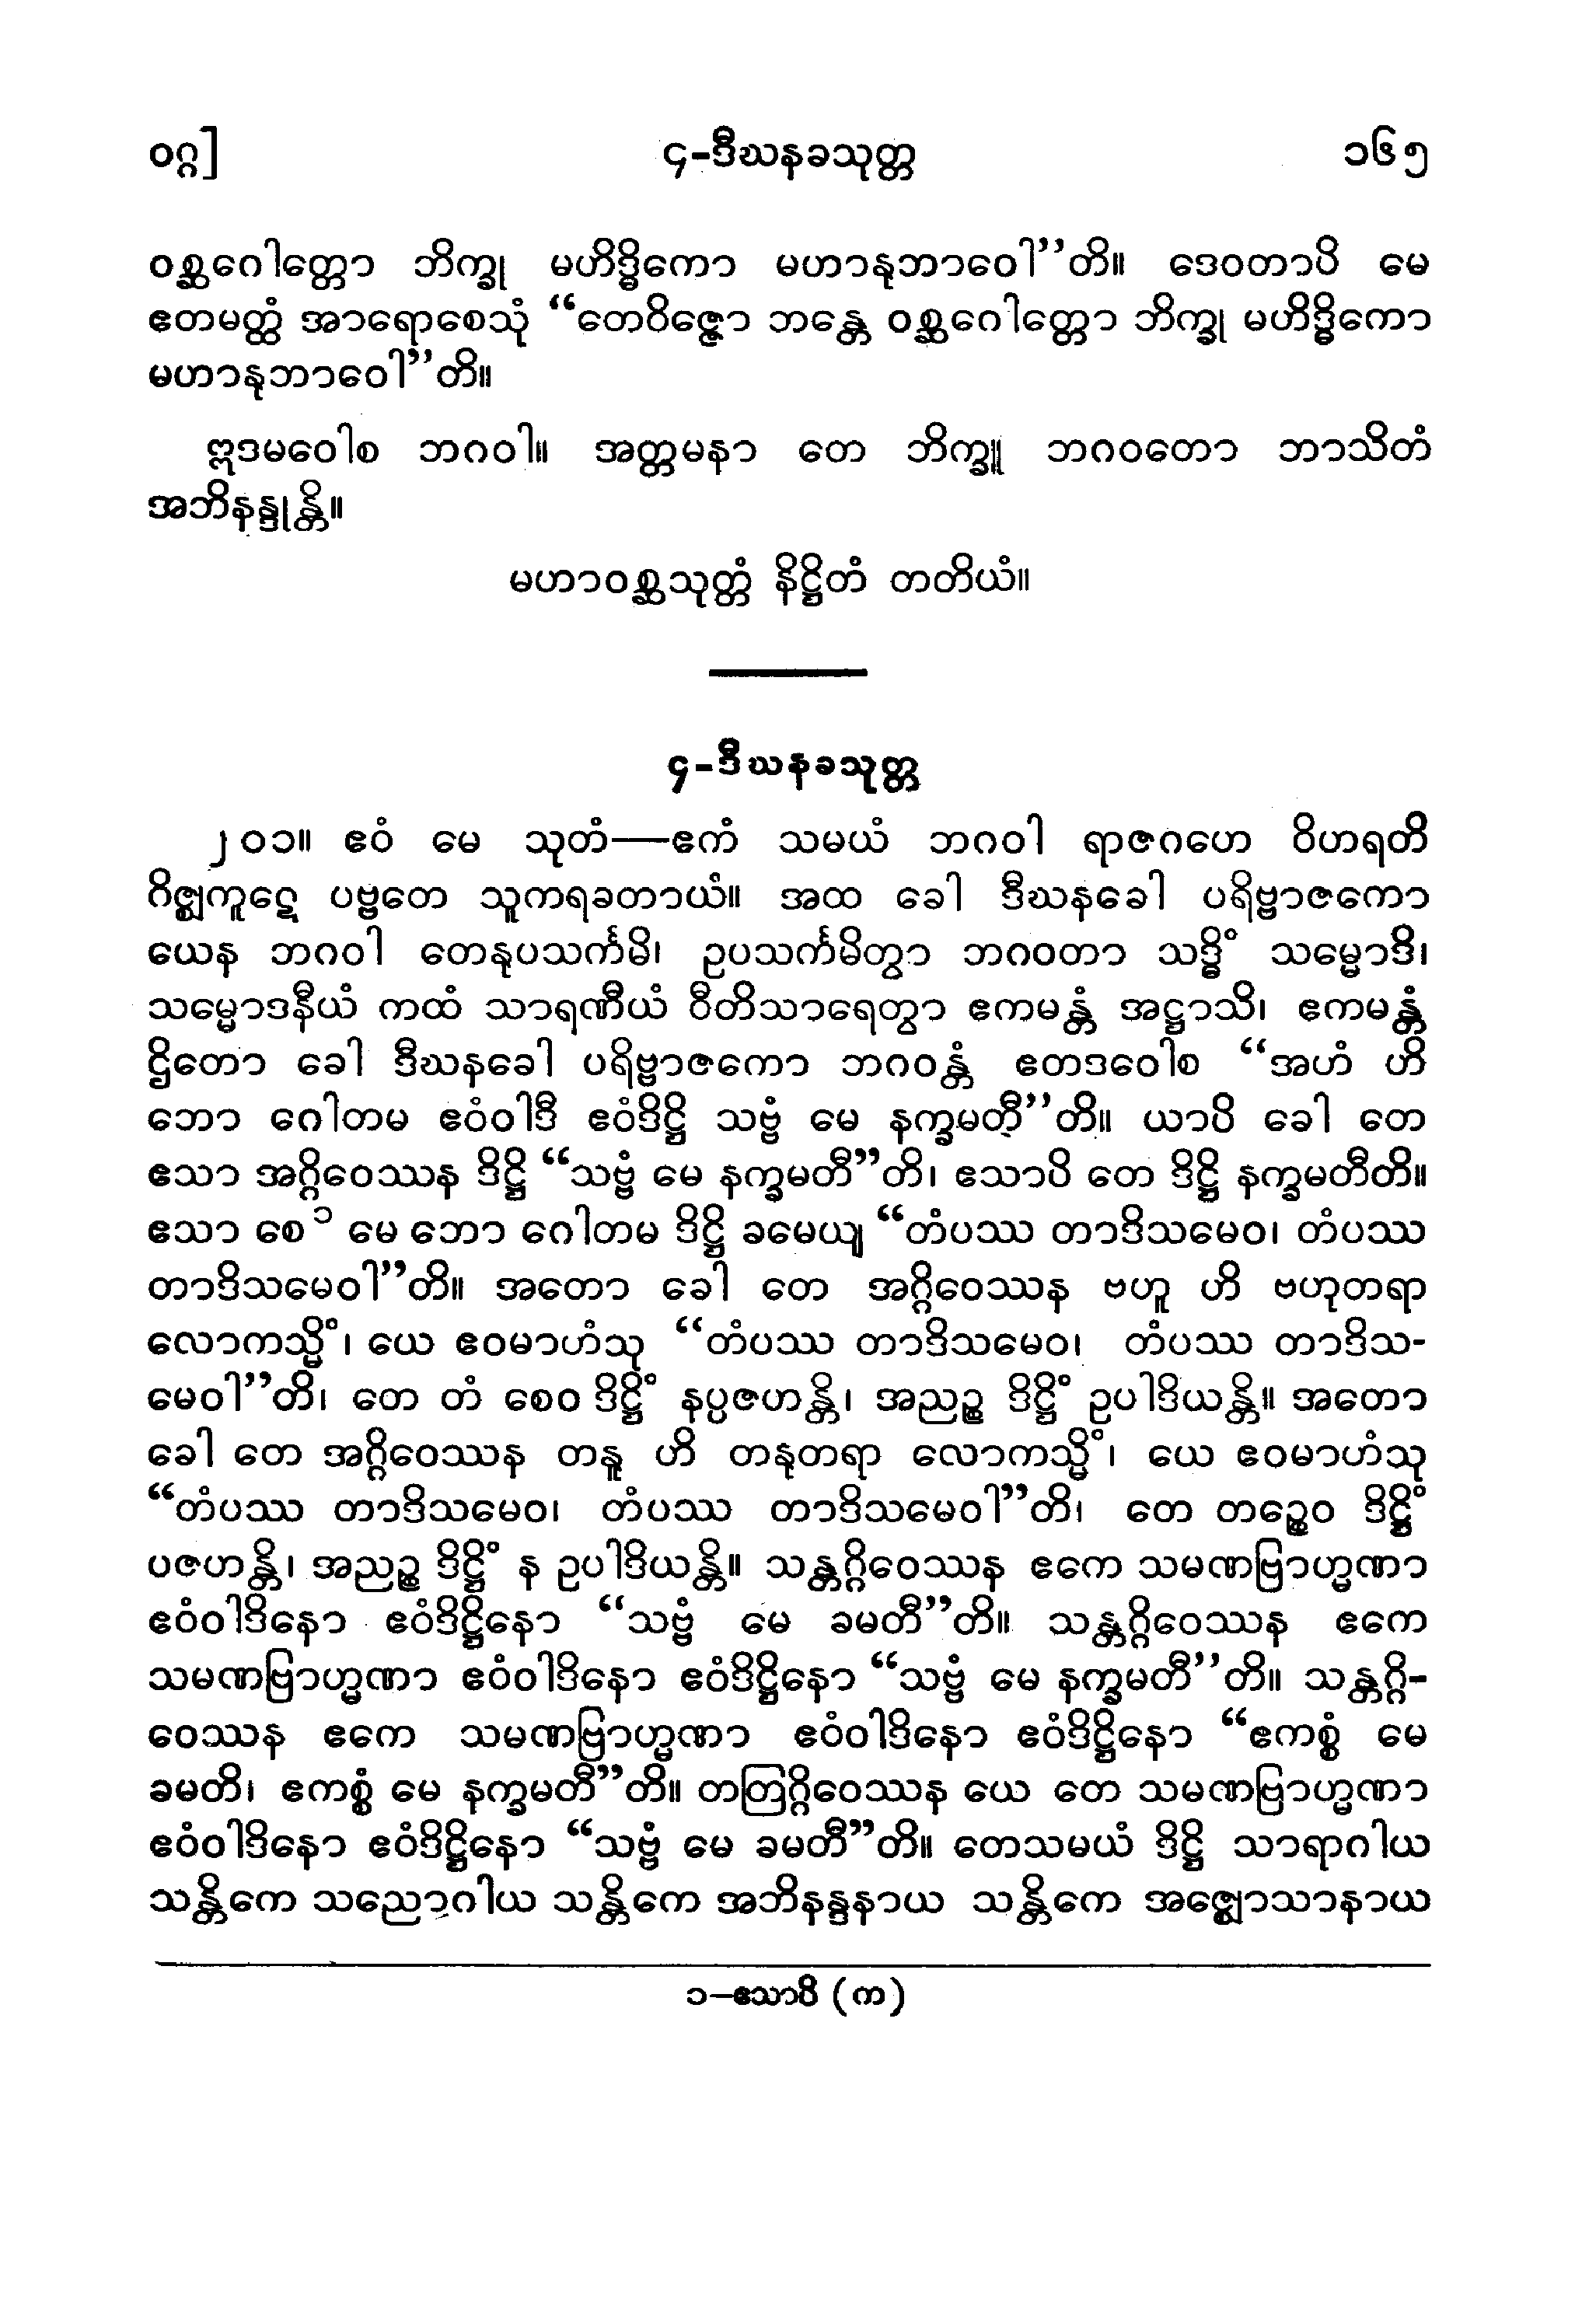 ဝဂ္ဂ] ၄-ဒီဃနခသုတ္တ ၁၆၅
ဝစ္ဆဂေါတ္တော ဘိက္ခု မဟိဒ္ဓိကော မဟာနုဘာဝေါ”တိ။ ဒေဝတာပိ မေ
ဧတမတ္ထံ အာရောစေသုံ “တေဝိဇ္ဇော ဘန္တေ ဝစ္ဆဂေါတ္တော ဘိက္ခု မဟိဒ္ဓိကော
မဟာနုဘာဝေါ”တိ။
ဣဒမဝေါစ ဘဂဝါ။ အတ္တမနာ တေ ဘိက္ခူ ဘဂဝတော ဘာသိတံ
အဘိနန္ဒုန္တိ။
မဟာဝစ္ဆသုတ္တံ နိဋ္ဌိတံ တတိယံ။
၄-ဒီဃနခသုတ္တ
၂၀၁။ ဧဝံ မေ သုတံ—ဧကံ သမယံ ဘဂဝါ ရာဇဂဟေ ဝိဟရတိ
ဂိဇ္ဈကူဋေ ပဗ္ဗတေ သူကရခတာယံ။ အထ ခေါ ဒီဃနခေါ ပရိဗ္ဗာဇကော
ယေန ဘဂဝါ တေနုပသင်္ကမိ၊ ဥပသင်္ကမိတွာ ဘဂဝတာ သဒ္ဓိံ သမ္မောဒိ၊
သမ္မောဒနီယံ ကထံ သာရဏီယံ ဝီတိသာရေတွာ ဧကမန္တံ အဋ္ဌာသိ၊ ဧကမန္တံ
ဌိတော ခေါ ဒီဃနခေါ ပရိဗ္ဗာဇကော ဘဂဝန္တံ ဧတဒဝေါစ “အဟံ ဟိ
ဘော ဂေါတမ ဧဝံဝါဒီ ဧဝံဒိဋ္ဌိ သဗ္ဗံ မေ နက္ခမတီ”တိ။ ယာပိ ခေါ တေ
ဧသာ အဂ္ဂိဝေဿန ဒိဋ္ဌိ “သဗ္ဗံ မေ နက္ခမတီ”တိ၊ ဧသာပိ တေ ဒိဋ္ဌိ နက္ခမတီတိ။
ဧသာ စေ ၁ မေ ဘော ဂေါတမ ဒိဋ္ဌိ ခမေယျ “တံပဿ တာဒိသမေဝ၊ တံပဿ
တာဒိသမေဝါ”တိ။ အတော ခေါ တေ အဂ္ဂိဝေဿန ဗဟူ ဟိ ဗဟုတရာ
လောကသ္မိံ၊ ယေ ဧဝမာဟံသု “တံပဿ တာဒိသမေဝ၊ တံပဿ တာဒိသ-
မေဝါ”တိ၊ တေ တံ စေဝ ဒိဋ္ဌိံ နပ္ပဇဟန္တိ၊ အညဉ္စ ဒိဋ္ဌိံ ဥပါဒိယန္တိ။ အတော
ခေါ တေ အဂ္ဂိဝေဿန တနူ ဟိ တနုတရာ လောကသ္မိံ၊ ယေ ဧဝမာဟံသု
“တံပဿ တာဒိသမေဝ၊ တံပဿ တာဒိသမေဝါ”တိ၊ တေ တဉ္စေဝ ဒိဋ္ဌိံ
ပဇဟန္တိ၊ အညဉ္စ ဒိဋ္ဌိံ န ဥပါဒိယန္တိ။ သန္တဂ္ဂိဝေဿန ဧကေ သမဏဗြာဟ္မဏာ
ဧဝံဝါဒိနော ဧဝံဒိဋ္ဌိနော “သဗ္ဗံ မေ ခမတီ”တိ။ သန္တဂ္ဂိဝေဿန ဧကေ
သမဏဗြာဟ္မဏာ ဧဝံဝါဒိနော ဧဝံဒိဋ္ဌိနော “သဗ္ဗံ မေ နက္ခမတီ”တိ။ သန္တဂ္ဂိ-
ဝေဿန ဧကေ သမဏဗြာဟ္မဏာ ဧဝံဝါဒိနော ဧဝံဒိဋ္ဌိနော “ဧကစ္စံ မေ
ခမတိ၊ ဧကစ္စံ မေ နက္ခမတီ”တိ။ တတြဂ္ဂိဝေဿန ယေ တေ သမဏဗြာဟ္မဏာ
ဧဝံဝါဒိနော ဧဝံဒိဋ္ဌိနော “သဗ္ဗံ မေ ခမတီ”တိ။ တေသမယံ ဒိဋ္ဌိ သာရာဂါယ
သန္တိကေ သညောဂါယ သန္တိကေ အဘိနန္ဒနာယ သန္တိကေ အဇ္ဈောသာနာယ
၁—ဧသာပိ (က)